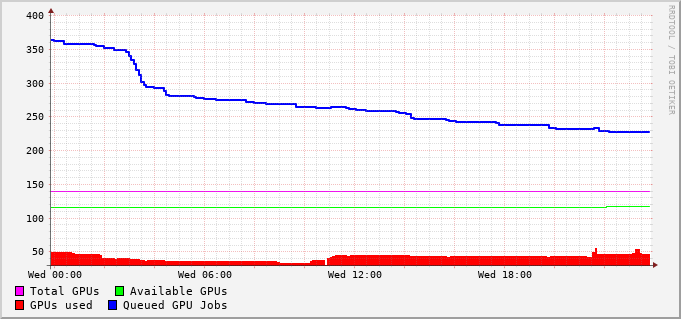 400
350
300
250
200
150
100
50
Wed 00:00 Wed 06:00 Wed 12:00 Wed 18:00
Total GPUs Available GPUs
GPUs used Queued GPU Jobs
RRDTOOL / TOBI OETIKER